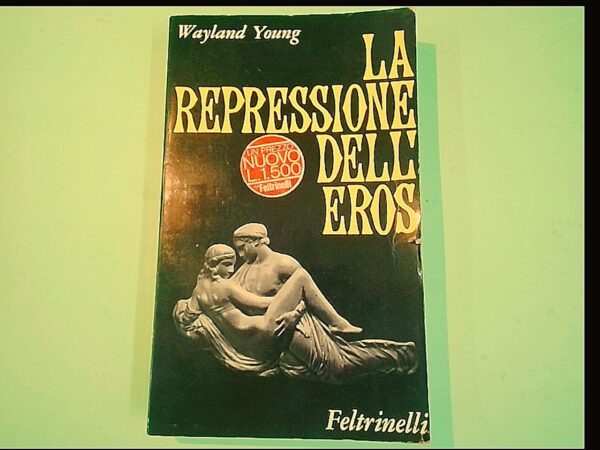 Wayland Young
LA
REPRESSIONE
DELL'
EROS
UN PREZZO
NUOVO
L. 1.500
Feltrinelli
Feltrinelli